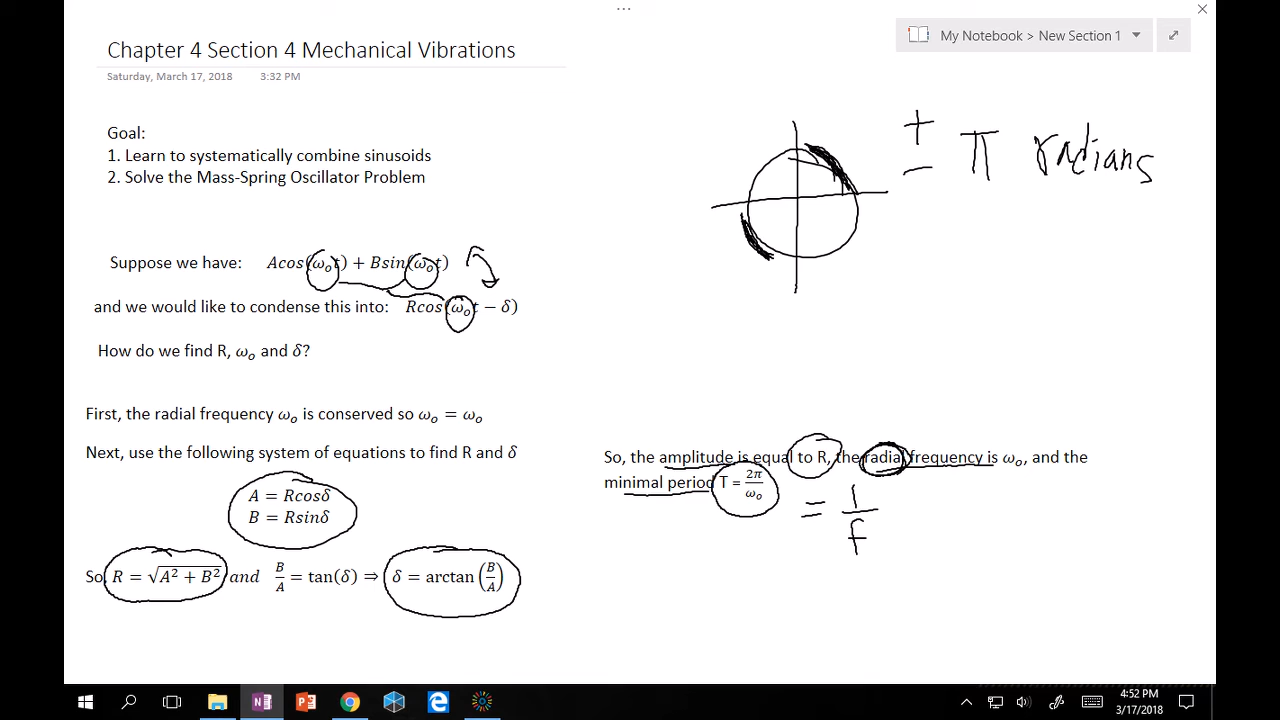 My Notebook > New Section 1
Chapter 4 Section 4 Mechanical Vibrations
Saturday, March 17, 2018 3:32 PM
Goal:
1. Learn to systematically combine sinusoids
2. Solve the Mass-Spring Oscillator Problem
+
− π radians
Suppose we have: Acos(ω₀t) + Bsin(ω₀t)
and we would like to condense this into: Rcos(ω₀t − δ)
How do we find R, ω₀ and δ?
First, the radial frequency ω₀ is conserved so ω₀ = ω₀
Next, use the following system of equations to find R and δ
A = Rcosδ
B = Rsinδ
So, R = √(A² + B²) and B/A = tan(δ) ⇒ δ = arctan(B/A)
So, the amplitude is equal to R, the radial frequency is ω₀, and the
minimal period T = 2π/ω₀
= 1/f
4:52 PM
3/17/2018